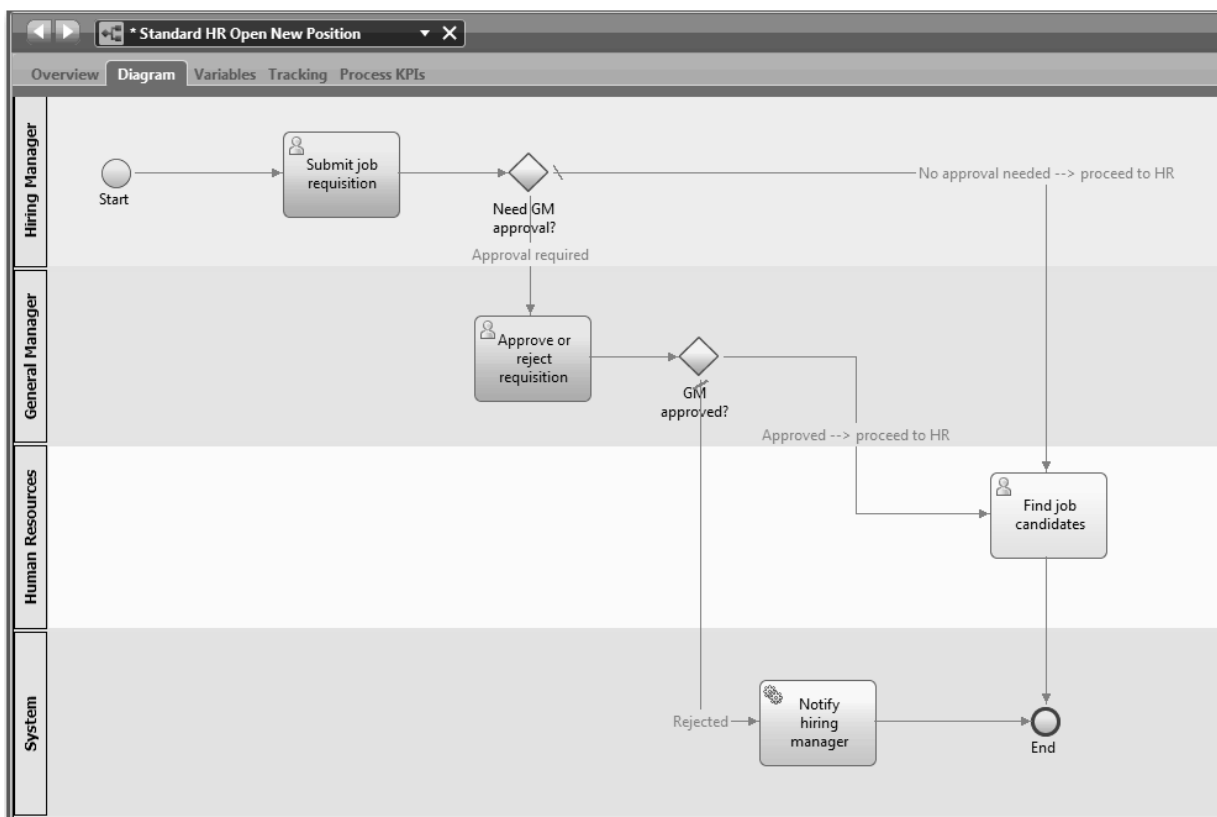 * Standard HR Open New Position
Overview
Diagram
Variables
Tracking
Process KPIs
Hiring Manager
Start
Submit job
requisition
Need GM
approval?
No approval needed --> proceed to HR
Approval required
General Manager
Approve or
reject
requisition
GM
approved?
Approved --> proceed to HR
Human Resources
Find job
candidates
System
Rejected
Notify
hiring
manager
End